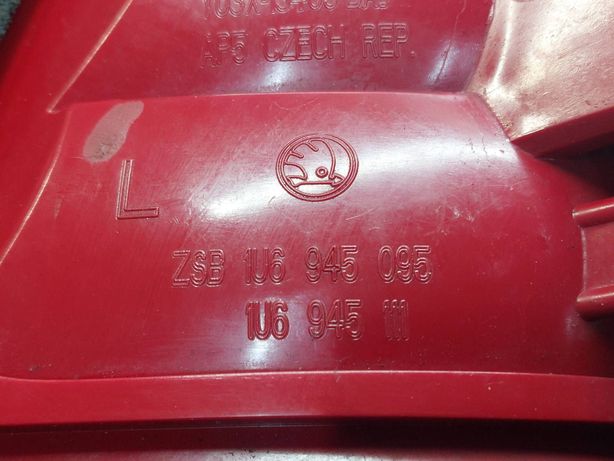 AP5 CZECH REP.
L
ZSB 1U6 945 095
1U6 945 111